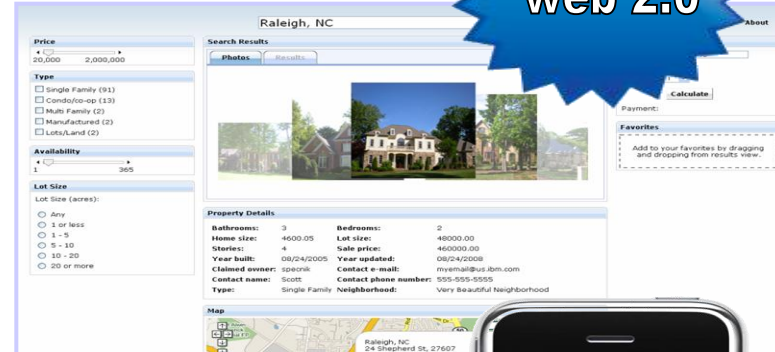 web 2.0
Raleigh, NC
About
Price
20,000 2,000,000
Type
Single Family (91)
Condo/co-op (13)
Multi Family (2)
Manufactured (2)
Lots/Land (2)
Availability
1 365
Lot Size
Lot Size (acres):
Any
1 or less
1 - 5
5 - 10
10 - 20
20 or more
Search Results
Photos Results
Property Details
Bathrooms: 3 Bedrooms: 2
Home size: 4600.05 Lot size: 48000.00
Stories: 4 Sale price: 460000.00
Year built: 08/24/2005 Year updated: 08/24/2008
Claimed owner: specnik Contact e-mail: myemail@us.ibm.com
Contact name: Scott Contact phone number: 555-555-5555
Type: Single Family Neighborhood: Very Beautiful Neighborhood
Map
Raleigh, NC
24 Shepherd St, 27607
Calculate
Payment:
Favorites
Add to your favorites by dragging
and dropping from results view.